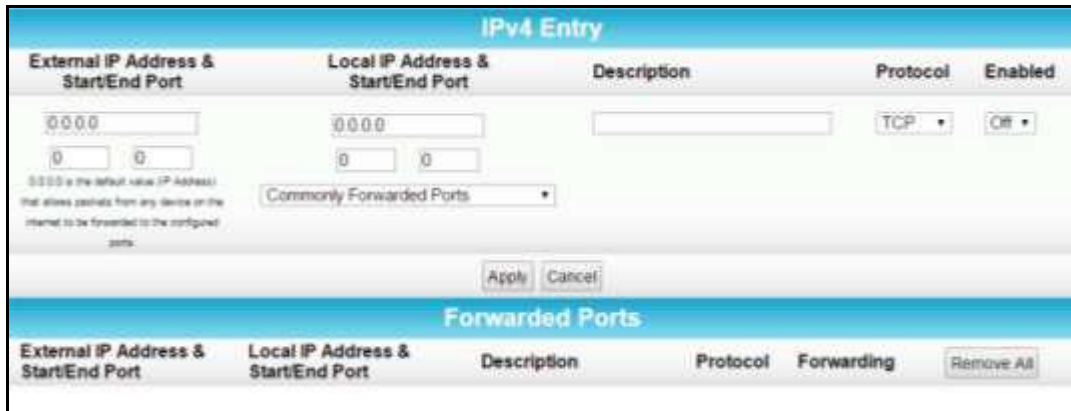 IPv4 Entry
External IP Address & Start/End Port
Local IP Address & Start/End Port
Description
Protocol
Enabled
0.0.0.0
0.0.0.0
TCP
Off
0 0
0 0
0.0.0.0 is the default value (IP Address)
that allows packets from any device on the
internet to be forwarded to the configured
ports.
Commonly Forwarded Ports
Apply Cancel
Forwarded Ports
External IP Address & Start/End Port
Local IP Address & Start/End Port
Description
Protocol
Forwarding
Remove All